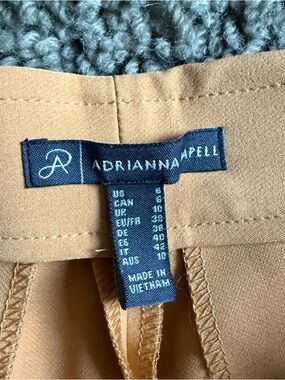 ADRIANNA PELL
US 6
CAN 6
UK 10
EU/FR 38
DE 36
ES 40
IT 42
AUS 10
MADE IN
VIETNAM